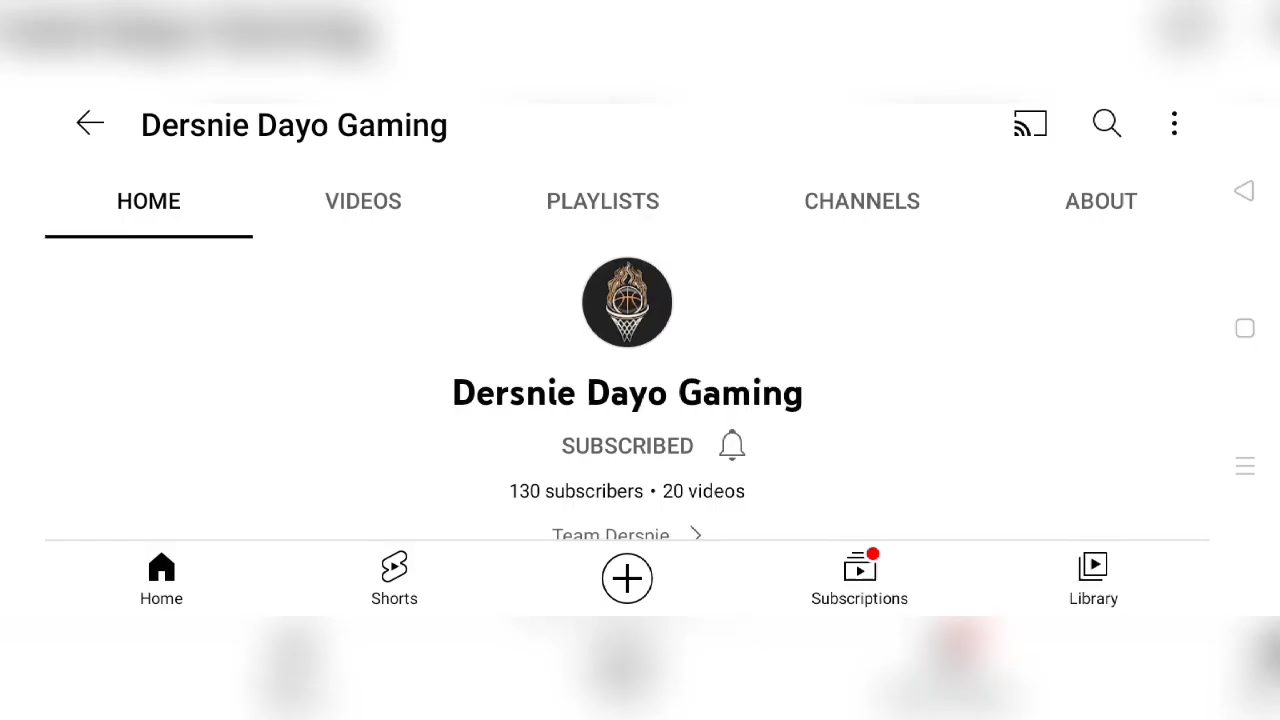 Dersnie Dayo Gaming
HOME VIDEOS PLAYLISTS CHANNELS ABOUT
Dersnie Dayo Gaming
SUBSCRIBED
130 subscribers • 20 videos
Team Dersnie
Home Shorts Subscriptions Library